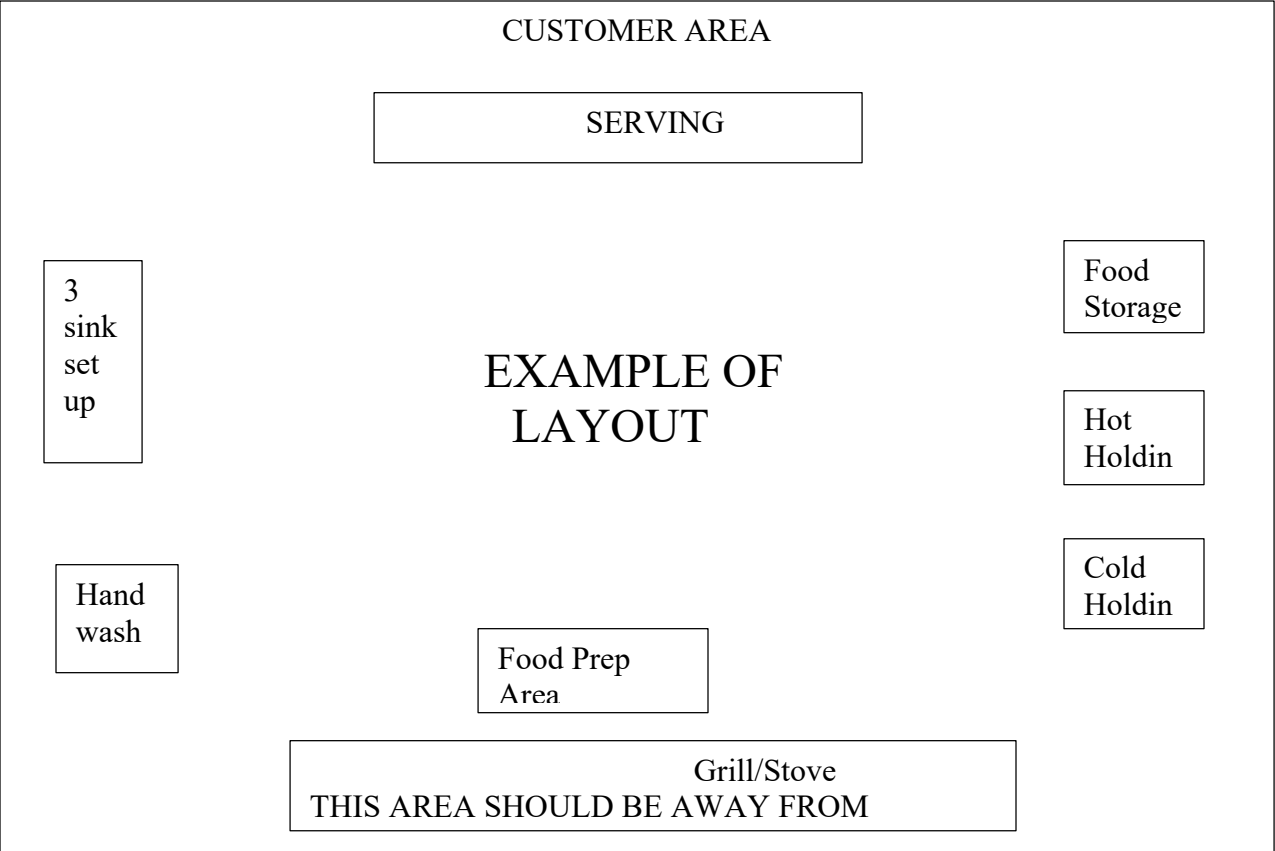 CUSTOMER AREA
SERVING
3
sink
set
up
Food
Storage
EXAMPLE OF
LAYOUT
Hot
Holdin
Cold
Holdin
Hand
wash
Food Prep
Area
Grill/Stove
THIS AREA SHOULD BE AWAY FROM